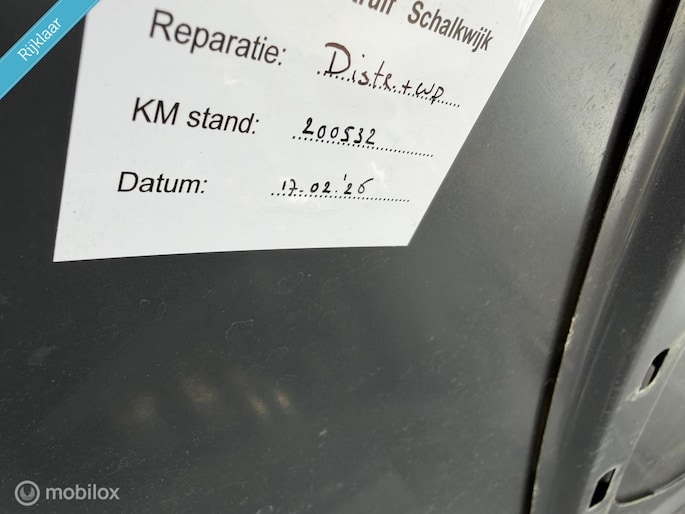 Rijklaar
Schalkwijk
Reparatie: Distr. + wp
KM stand: 200532
Datum: 17-02-'26
mobilox